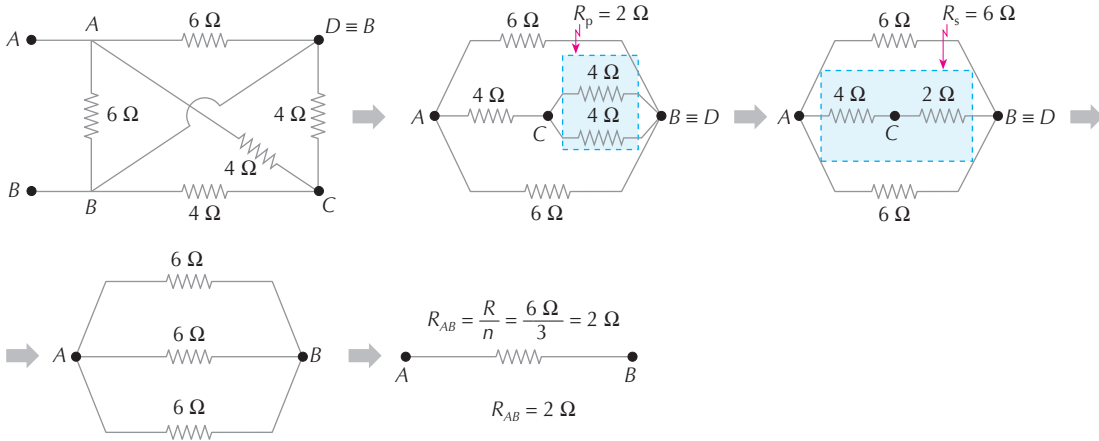 A
A
6 Ω
D ≡ B
6 Ω
4 Ω
4 Ω
B
B
4 Ω
C
6 Ω
R_p = 2 Ω
4 Ω
4 Ω
4 Ω
A
C
B ≡ D
6 Ω
6 Ω
R_s = 6 Ω
4 Ω
2 Ω
A
C
B ≡ D
6 Ω
6 Ω
6 Ω
A
B
6 Ω
R_AB = R/n = 6 Ω/3 = 2 Ω
A
B
R_AB = 2 Ω